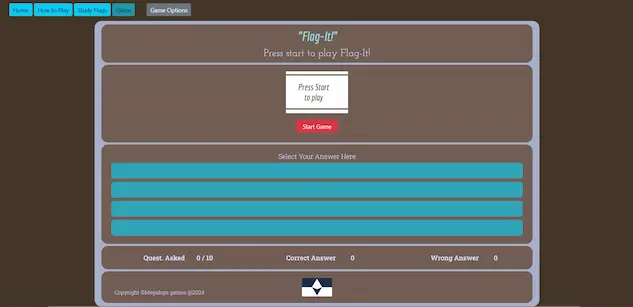 Home How to Play Study Flags Game Game Options
"Flag-It!"
Press start to play Flag-It!
Press Start
to play
Start Game
Select Your Answer Here
Quest. Asked 0 / 10 Correct Answer 0 Wrong Answer 0
Copyright ©Megalops games @2024